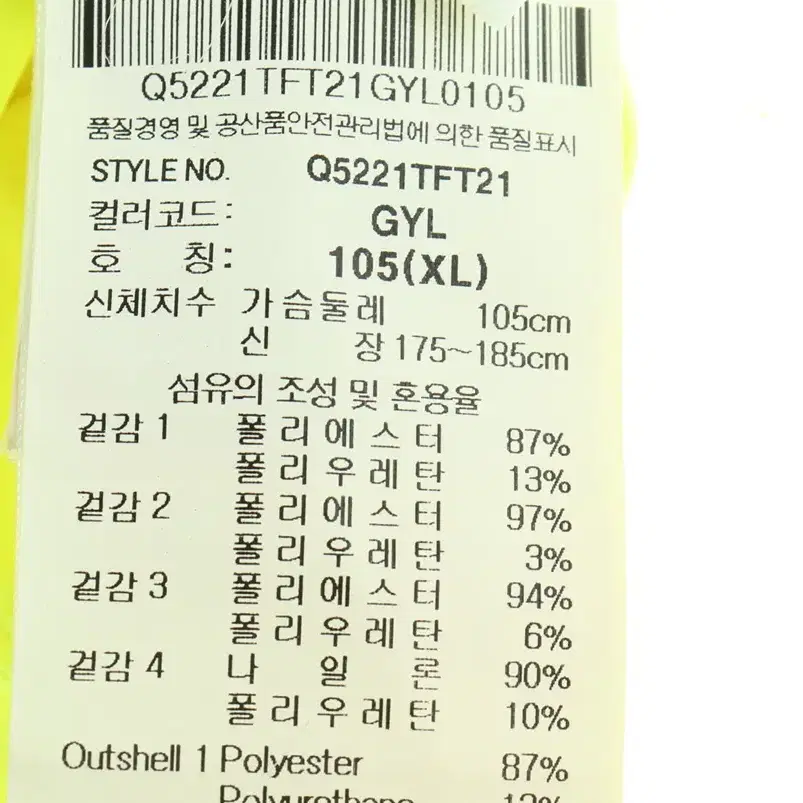 Q5221TFT21GYL0105
품질경영 및 공산품안전관리법에 의한 품질표시
STYLE NO. Q5221TFT21
컬러코드: GYL
호 칭: 105(XL)
신체치수 가슴둘레 105cm
신 장 175~185cm
섬유의 조성 및 혼용율
겉감 1 폴리에스터 87%
폴리우레탄 13%
겉감 2 폴리에스터 97%
폴리우레탄 3%
겉감 3 폴리에스터 94%
폴리우레탄 6%
겉감 4 나 일 론 90%
폴리우레탄 10%
Outshell 1 Polyester 87%
Polyurethane 13%